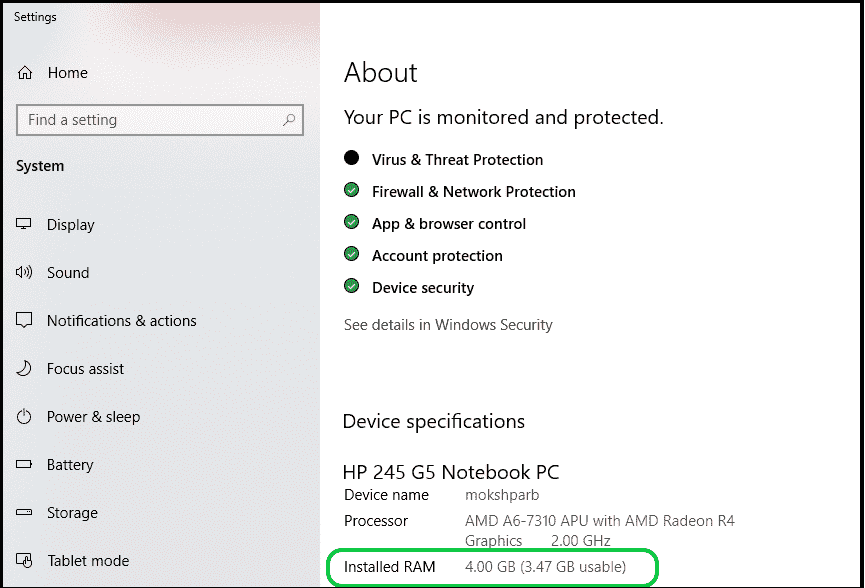 Settings
Home
Find a setting
System
Display
Sound
Notifications & actions
Focus assist
Power & sleep
Battery
Storage
Tablet mode
About
Your PC is monitored and protected.
Virus & Threat Protection
Firewall & Network Protection
App & browser control
Account protection
Device security
See details in Windows Security
Device specifications
HP 245 G5 Notebook PC
Device name mokshparb
Processor AMD A6-7310 APU with AMD Radeon R4
Graphics 2.00 GHz
Installed RAM 4.00 GB (3.47 GB usable)